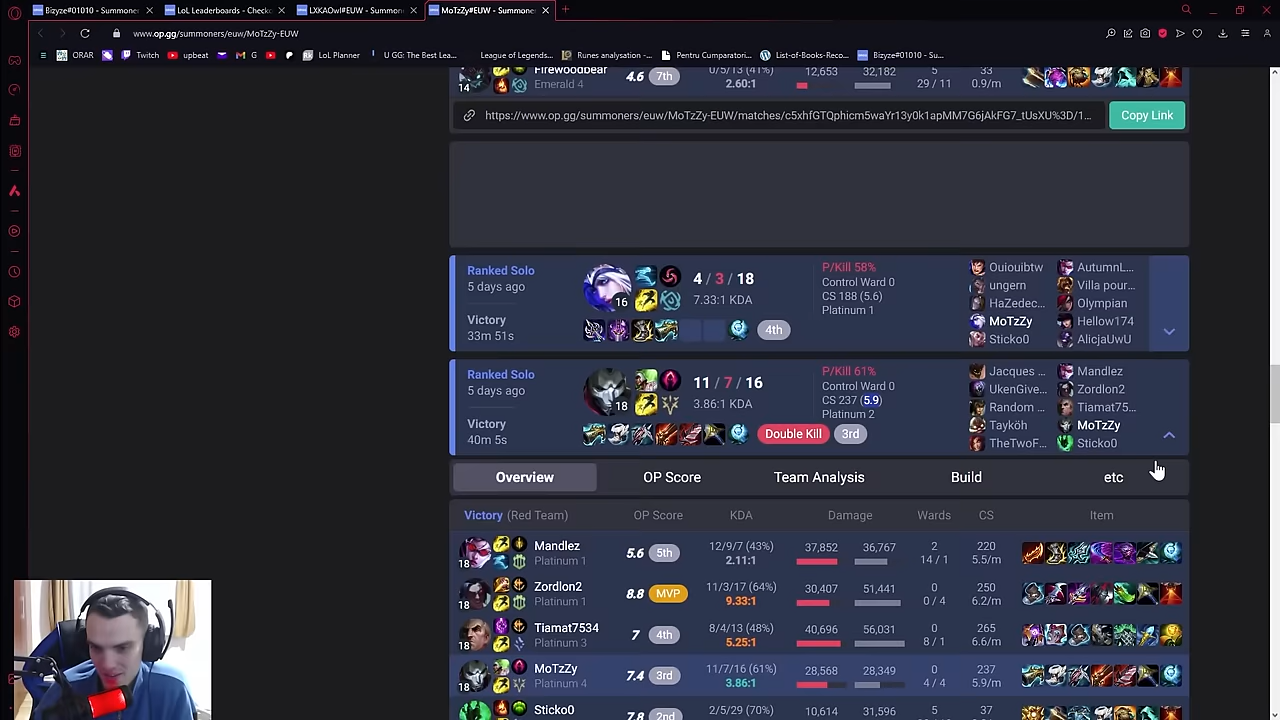 Bizyze#01010 - Summone
LoL Leaderboards - Check
LXKAOwl#EUW - Summone
MoTzZy#EUW - Summone
www.op.gg/summoners/euw/MoTzZy-EUW
ORAR
Twitch
upbeat
M
G
LoL Planner
U GG: The Best Lea...
League of Legends.
Runes analysation -...
Pentru Cumparatori...
List-of-Books-Reco...
Bizyze#01010 - Su...
14
Firewoodbear
Emerald 4
4.6 7th
0/5/13 (41%)
2.60:1
12,653
32,182
5
29 / 11
33
0.9/m
https://www.op.gg/summoners/euw/MoTzZy-EUW/matches/c5xhfGTQphicm5waYr13y0k1apMM7G6jAkFG7_tUsXU%3D/1...
Copy Link
Ranked Solo
5 days ago
Victory
33m 51s
16
4 / 3 / 18
7.33:1 KDA
4th
P/Kill 58%
Control Ward 0
CS 188 (5.6)
Platinum 1
Ouiouibtw
ungern
HaZedec...
MoTzZy
Sticko0
AutumnL...
Villa pour...
Olympian
Hellow174
AlicjaUwU
Ranked Solo
5 days ago
Victory
40m 5s
18
11 / 7 / 16
3.86:1 KDA
Double Kill
3rd
P/Kill 61%
Control Ward 0
CS 237 (5.9)
Platinum 2
Jacques ...
UkenGive...
Random ...
Tayköh
TheTwoF...
Mandlez
Zordlon2
Tiamat75...
MoTzZy
Sticko0
Overview
OP Score
Team Analysis
Build
etc
Victory (Red Team)
OP Score
KDA
Damage
Wards
CS
Item
18
Mandlez
Platinum 1
5.6 5th
12/9/7 (43%)
2.11:1
37,852
36,767
2
14 / 1
220
5.5/m
18
Zordlon2
Platinum 1
8.8 MVP
11/3/17 (64%)
9.33:1
30,407
51,441
0
0 / 4
250
6.2/m
18
Tiamat7534
Platinum 3
7 4th
8/4/13 (48%)
5.25:1
40,696
56,031
0
8 / 1
265
6.6/m
18
MoTzZy
Platinum 4
7.4 3rd
11/7/16 (61%)
3.86:1
28,568
28,349
0
4 / 4
237
5.9/m
Sticko0
7.8 2nd
2/5/29 (70%)
10,614
31,596
5
37